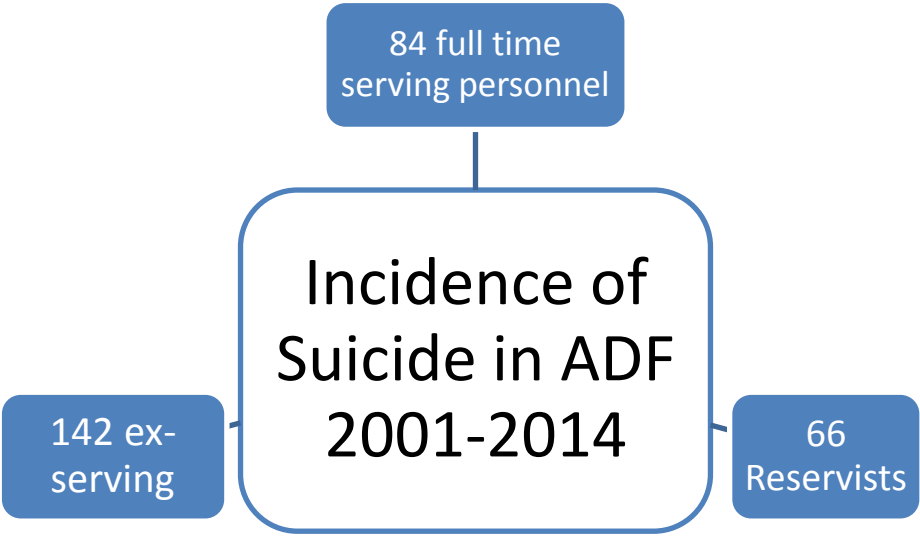 84 full time
serving personnel
Incidence of
Suicide in ADF
2001-2014
142 ex-
serving
66
Reservists